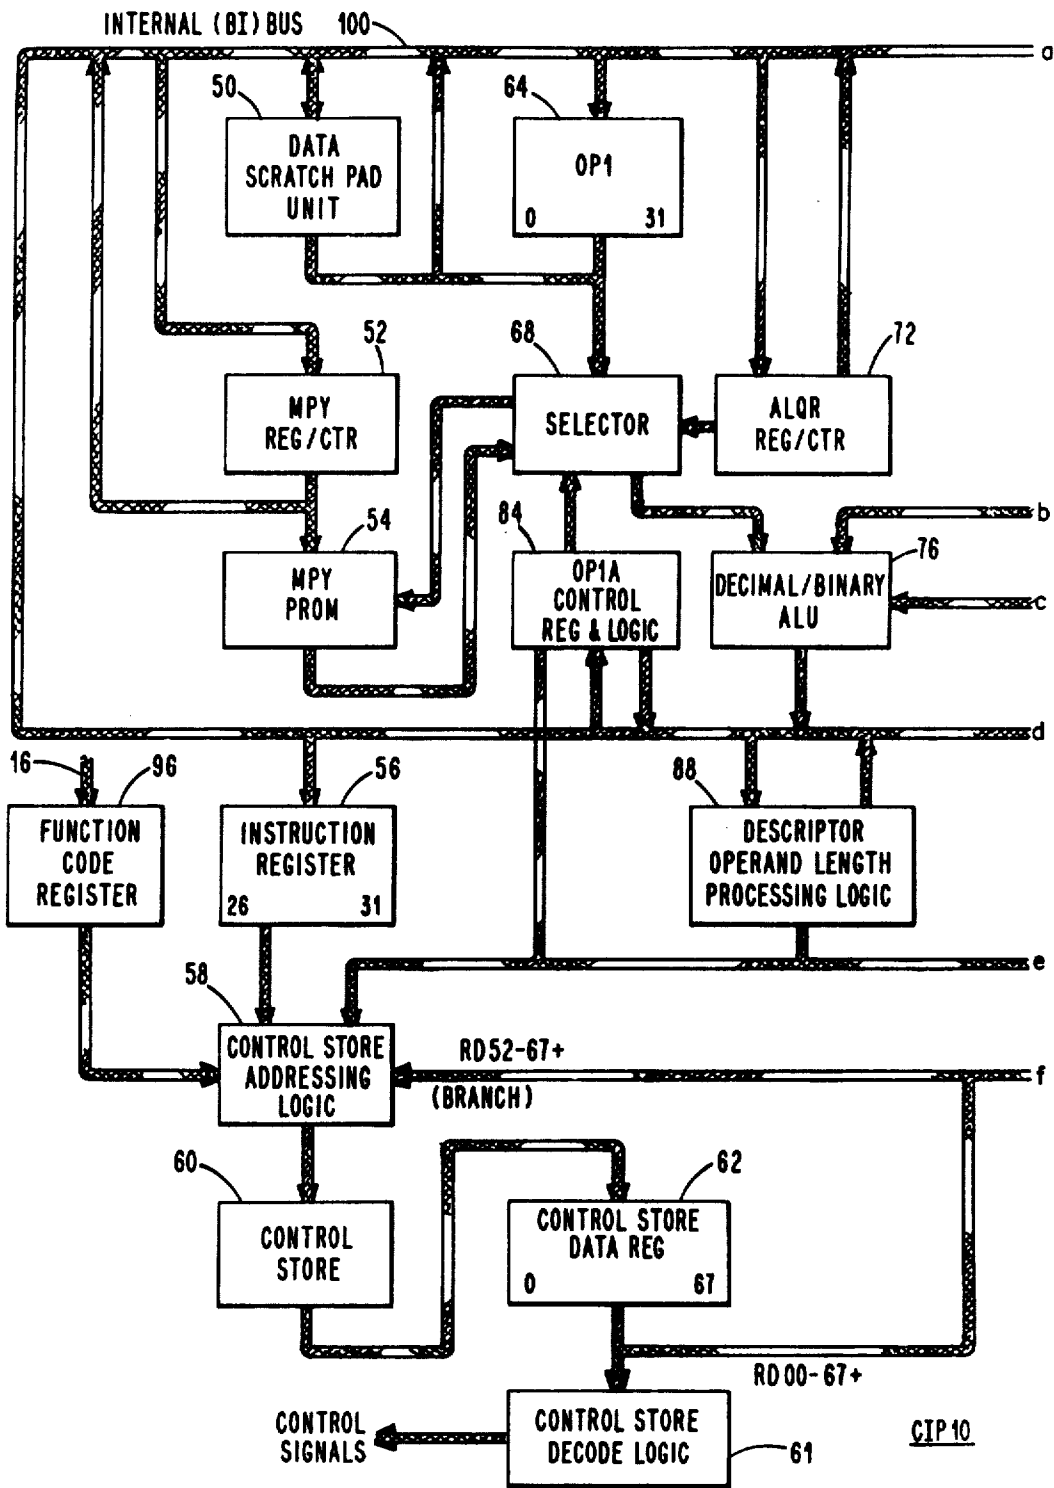 INTERNAL (BI) BUS 100
a
50
64
DATA
SCRATCH PAD
UNIT
OP1
0 31
52
68
72
MPY
REG/CTR
SELECTOR
ALQR
REG/CTR
54
84
b
76
MPY
PROM
OP1A
CONTROL
REG & LOGIC
DECIMAL/BINARY
ALU
c
d
16
96
56
88
FUNCTION
CODE
REGISTER
INSTRUCTION
REGISTER
26 31
DESCRIPTOR
OPERAND LENGTH
PROCESSING LOGIC
e
58
CONTROL STORE
ADDRESSING
LOGIC
RD52-67+
(BRANCH)
f
60
62
CONTROL
STORE
CONTROL STORE
DATA REG
0 67
RD00-67+
CONTROL
SIGNALS
CONTROL STORE
DECODE LOGIC
61
CIP 10